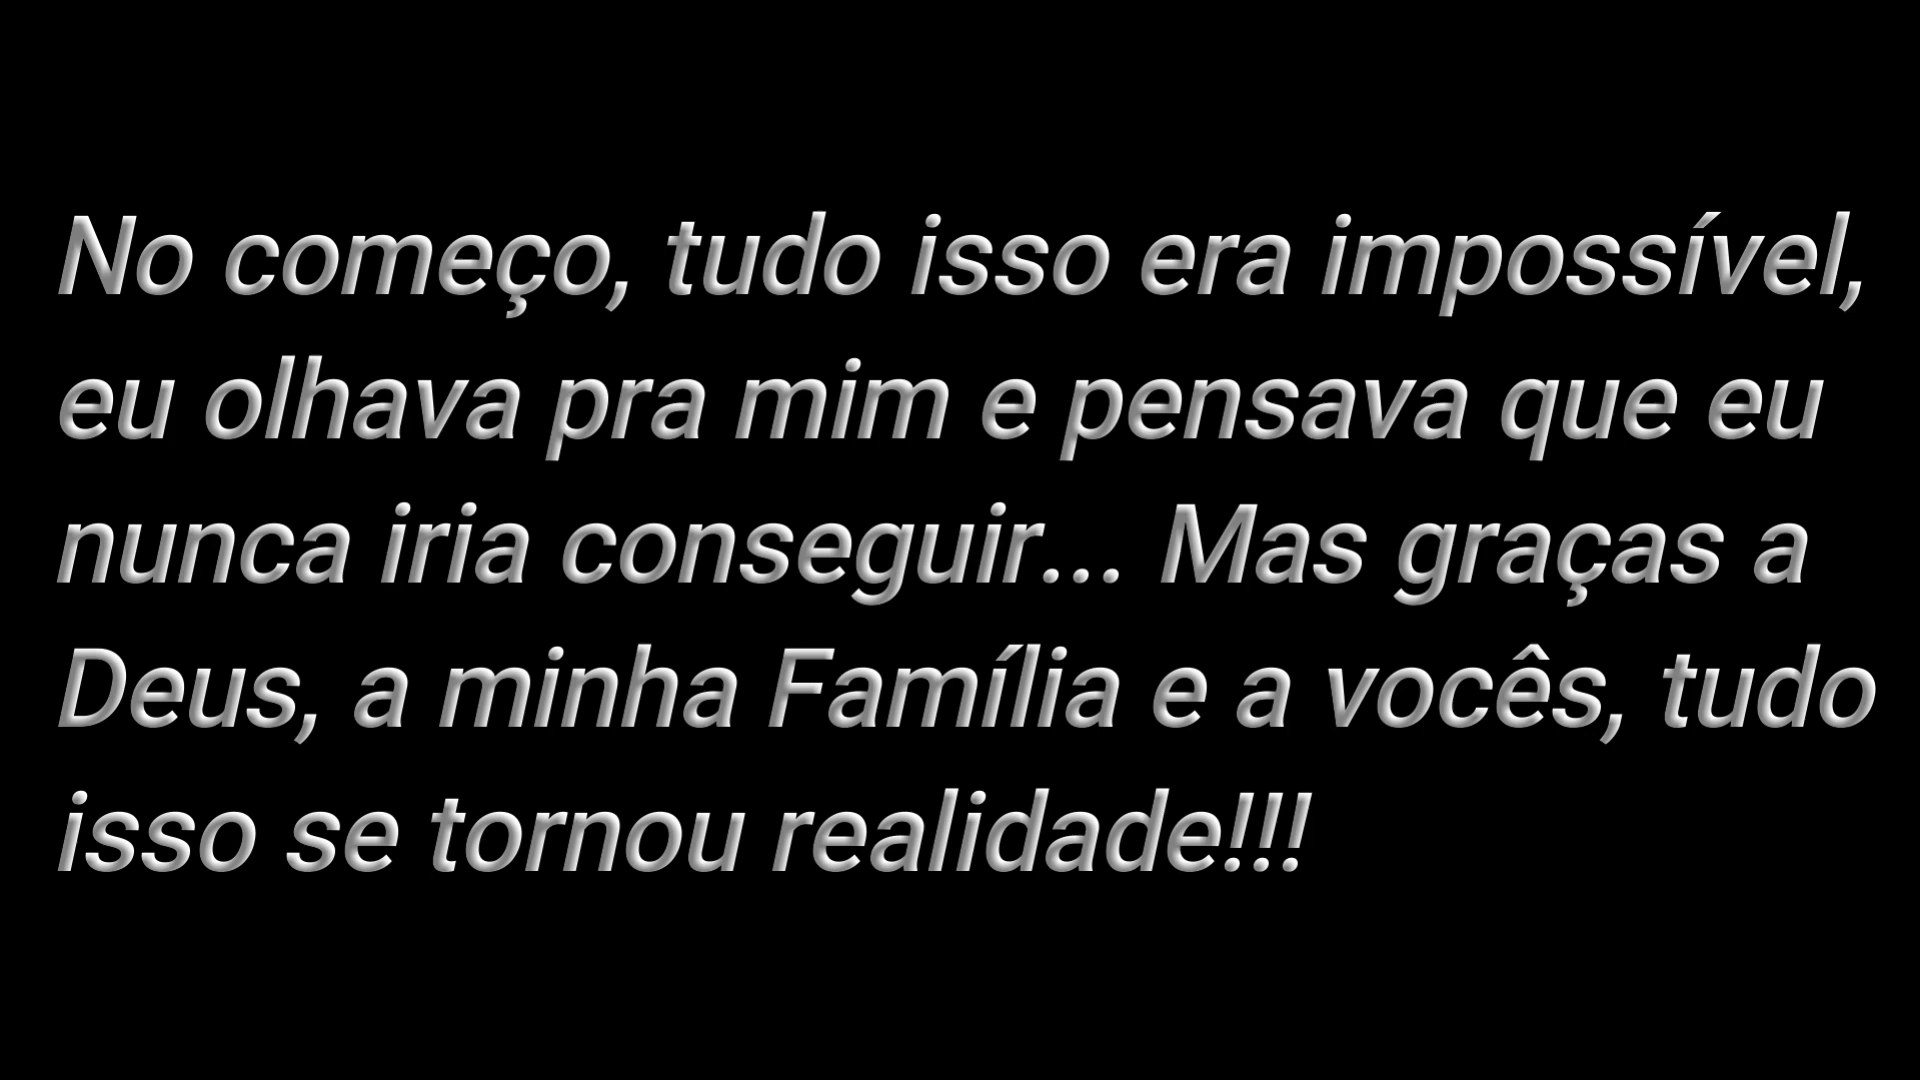 No começo, tudo isso era impossível,
eu olhava pra mim e pensava que eu
nunca iria conseguir... Mas graças a
Deus, a minha Família e a vocês, tudo
isso se tornou realidade!!!